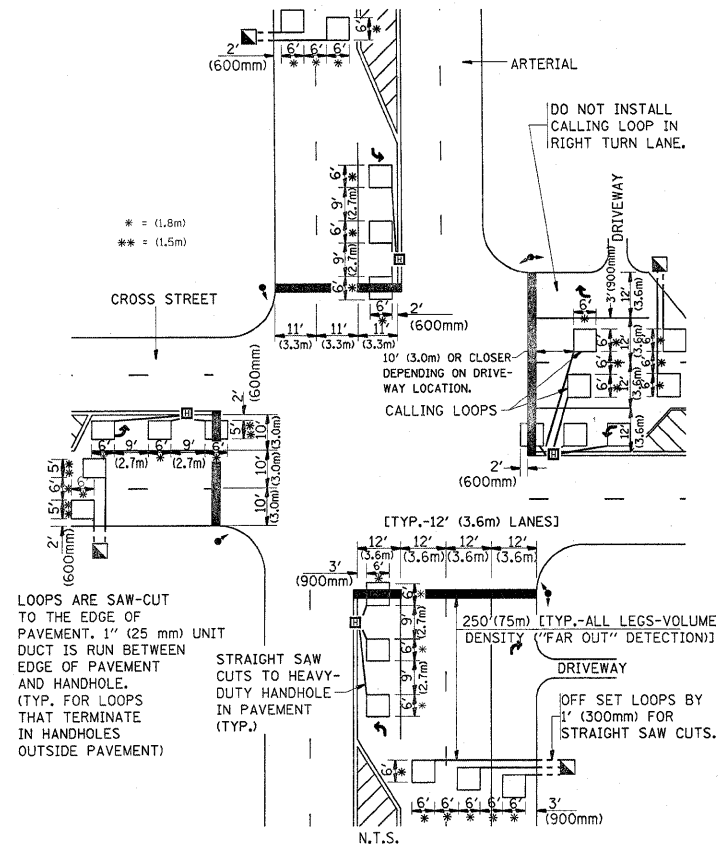 6'
2'
(600mm)
6' 6' 6'
* * *
ARTERIAL
DO NOT INSTALL
CALLING LOOP IN
RIGHT TURN LANE.
* = (1.8m)
** = (1.5m)
6' *
9' (2.7m)
6' *
9' (2.7m)
6' *
6'
*
2'
(600mm)
11' 11' 11'
(3.3m) (3.3m) (3.3m)
H
CROSS STREET
DRIVEWAY
3'(900mm)
12'
(3.6m)
6'
10' (3.0m) OR CLOSER
DEPENDING ON DRIVE-
WAY LOCATION.
CALLING LOOPS
6' 6' 6'
12' (3.6m)
12' (3.6m)
12'
(3.6m)
H
2'
(600mm)
2'
(600mm)
H
5' **
10'
(3.0m)
10'
(3.0m)
10'
(3.0m)
6' 9' 6' 9' 6'
* (2.7m) * (2.7m) *
5' 6' 5'
6'
2'
(600mm)
[TYP.-12' (3.6m) LANES]
12' 12' 12' 12'
(3.6m) (3.6m) (3.6m) (3.6m)
3'
(900mm)
6'
*
6' *
9' (2.7m)
6' *
9' (2.7m)
6' *
H
250'(75m) [TYP.-ALL LEGS-VOLUME
DENSITY ("FAR OUT" DETECTION)]
DRIVEWAY
LOOPS ARE SAW-CUT
TO THE EDGE OF
PAVEMENT. 1" (25 mm) UNIT
DUCT IS RUN BETWEEN
EDGE OF PAVEMENT
AND HANDHOLE.
(TYP. FOR LOOPS
THAT TERMINATE
IN HANDHOLES
OUTSIDE PAVEMENT)
STRAIGHT SAW
CUTS TO HEAVY-
DUTY HANDHOLE
IN PAVEMENT
(TYP.)
OFF SET LOOPS BY
1' (300mm) FOR
STRAIGHT SAW CUTS.
6' *
6' 6' 6' 6' 6'
* * * * *
3'
(900mm)
N.T.S.